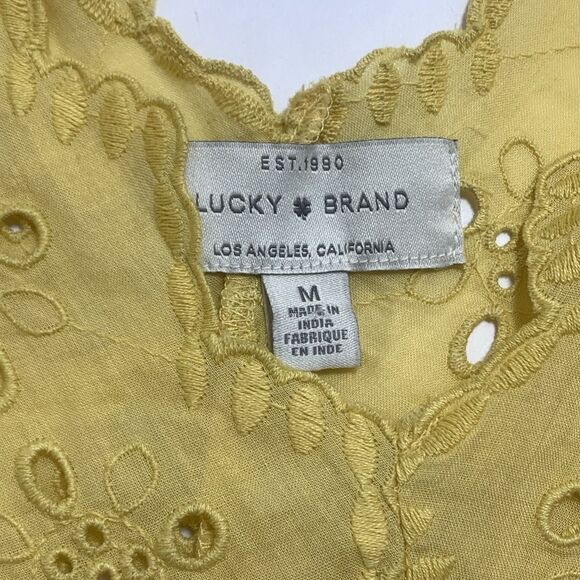 EST.1990
LUCKY BRAND
LOS ANGELES, CALIFORNIA
M
MADE IN
INDIA
FABRIQUE
EN INDE